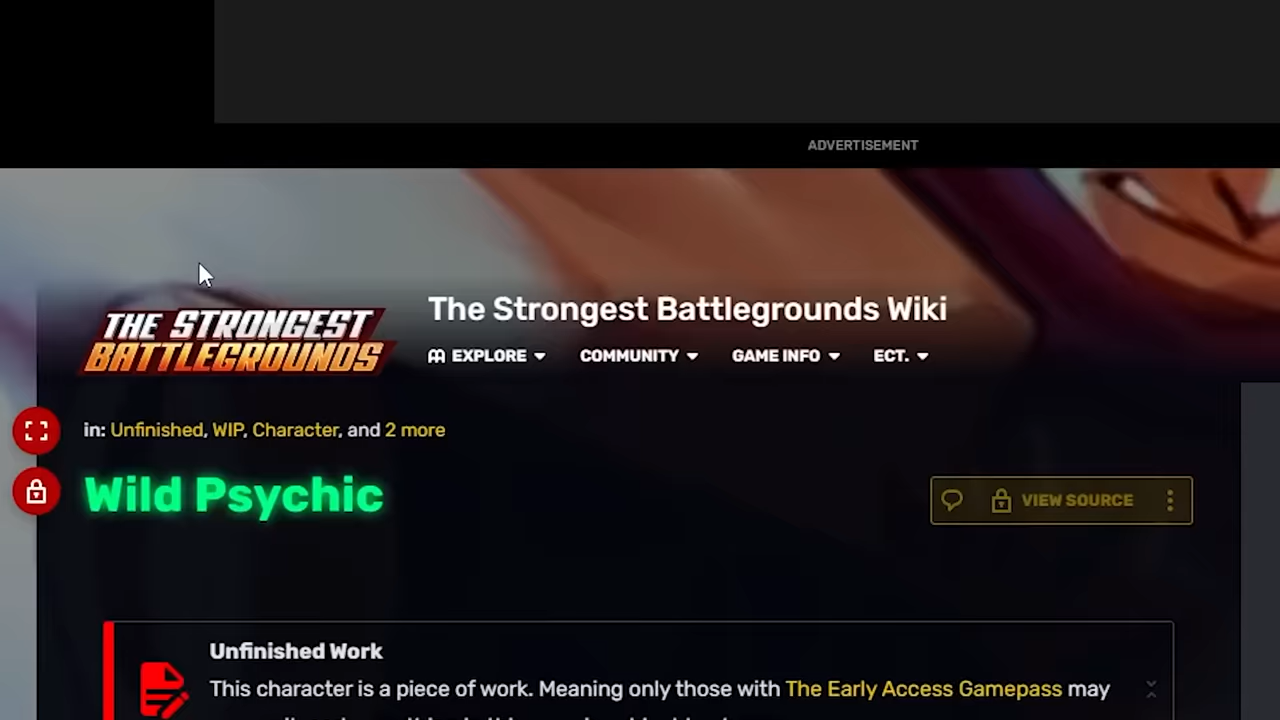 ADVERTISEMENT
THE STRONGEST
BATTLEGROUNDS
The Strongest Battlegrounds Wiki
EXPLORE COMMUNITY GAME INFO ECT.
in: Unfinished, WIP, Character, and 2 more
Wild Psychic
VIEW SOURCE
Unfinished Work
This character is a piece of work. Meaning only those with The Early Access Gamepass may